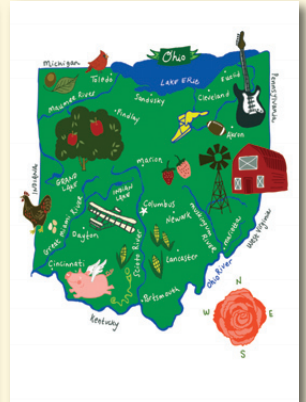 Ohio
Michigan
Toledo
LAKE ERIE
Euclid
Pennsylvania
Maumee River
Sandusky
Cleveland
Findlay
Akron
Marion
GRAND LAKE
INDIAN LAKE
Indiana
Columbus
Newark
Muskingum River
Marietta
West Virginia
Great Miami River
Dayton
Scioto River
Lancaster
Cincinnati
Ohio River
Portsmouth
Kentucky
N
W
E
S